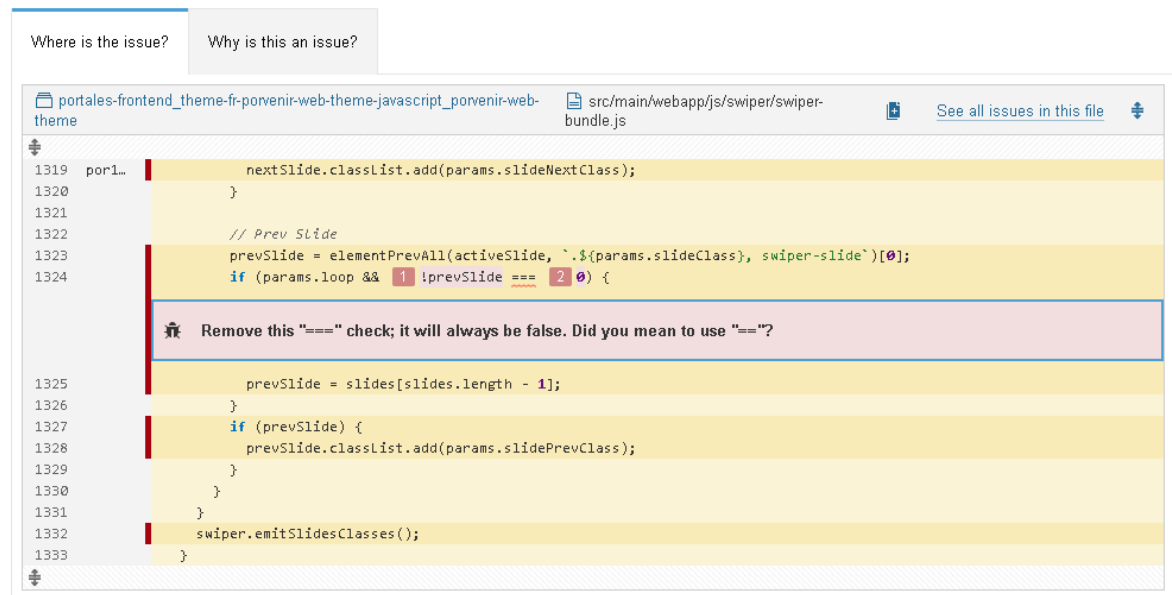 Where is the issue? Why is this an issue?
portales-frontend_theme-fr-porvenir-web-theme-javascript_porvenir-web-theme src/main/webapp/js/swiper/swiper-bundle.js See all issues in this file
1319 por1… nextSlide.classList.add(params.slideNextClass);
1320 }
1321
1322 // Prev Slide
1323 prevSlide = elementPrevAll(activeSlide, `.${params.slideClass}, swiper-slide`)[0];
1324 if (params.loop && 1 !prevSlide === 2 0) {
Remove this "===" check; it will always be false. Did you mean to use "=="?
1325 prevSlide = slides[slides.length - 1];
1326 }
1327 if (prevSlide) {
1328 prevSlide.classList.add(params.slidePrevClass);
1329 }
1330 }
1331 }
1332 swiper.emitSlidesClasses();
1333 }